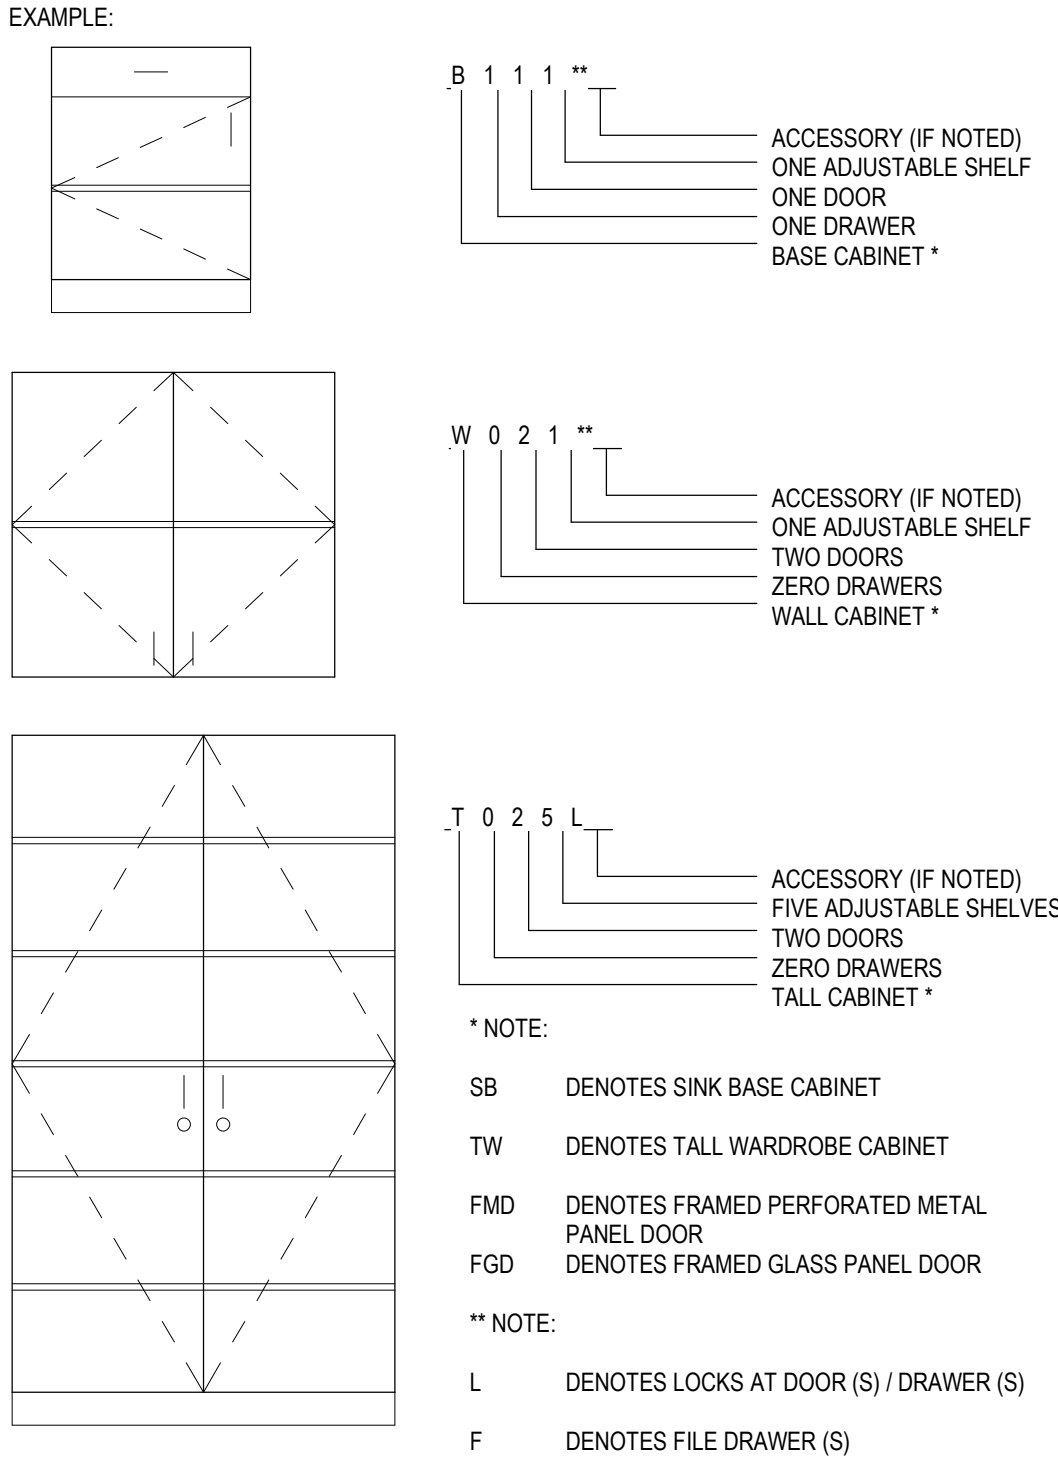 EXAMPLE:
B 1 1 1 **
ACCESSORY (IF NOTED)
ONE ADJUSTABLE SHELF
ONE DOOR
ONE DRAWER
BASE CABINET *
W 0 2 1 **
ACCESSORY (IF NOTED)
ONE ADJUSTABLE SHELF
TWO DOORS
ZERO DRAWERS
WALL CABINET *
T 0 2 5 L
ACCESSORY (IF NOTED)
FIVE ADJUSTABLE SHELVES
TWO DOORS
ZERO DRAWERS
TALL CABINET *
* NOTE:
SB DENOTES SINK BASE CABINET
TW DENOTES TALL WARDROBE CABINET
FMD DENOTES FRAMED PERFORATED METAL
PANEL DOOR
FGD DENOTES FRAMED GLASS PANEL DOOR
** NOTE:
L DENOTES LOCKS AT DOOR (S) / DRAWER (S)
F DENOTES FILE DRAWER (S)